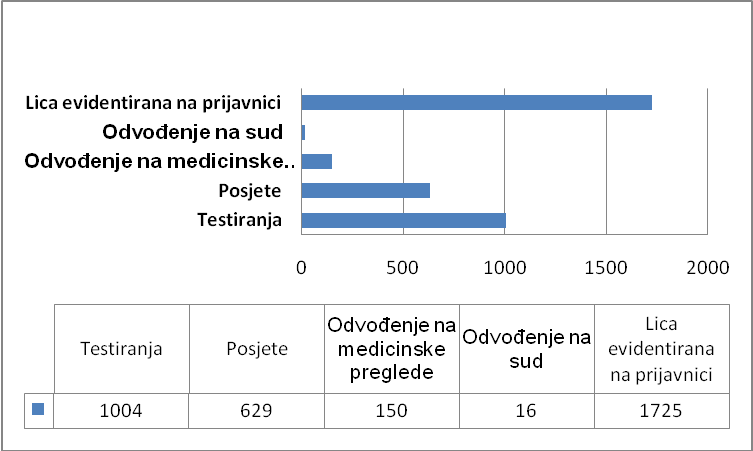 Lica evidentirana na prijavnici
Odvođenje na sud
Odvođenje na medicinske..
Posjete
Testiranja
0 500 1000 1500 2000
Testiranja
Posjete
Odvođenje na
medicinske
preglede
Odvođenje na
sud
Lica
evidentirana
na prijavnici
1004 629 150 16 1725